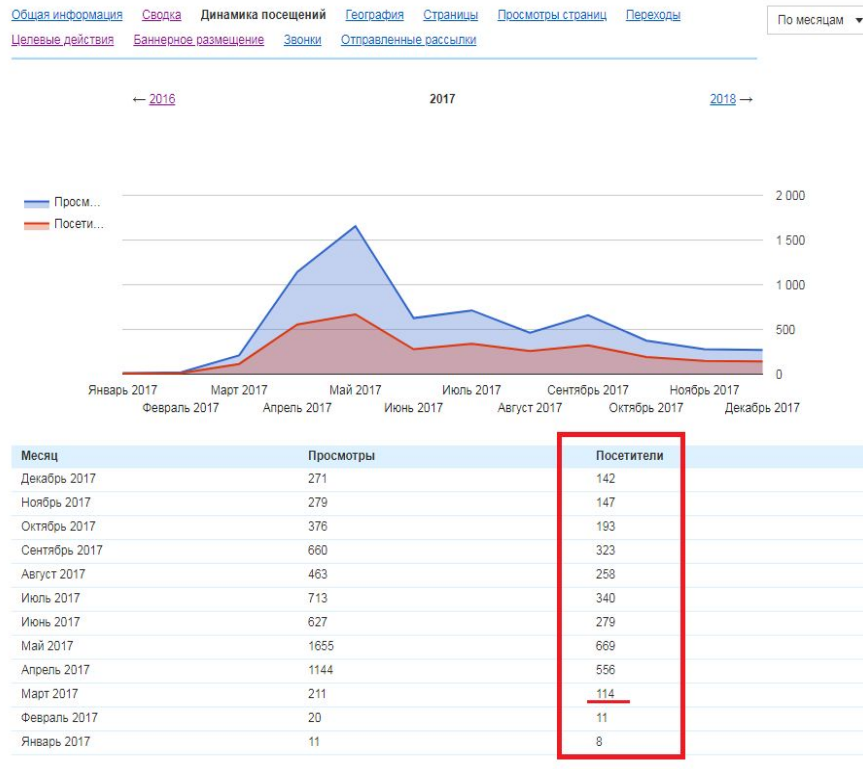 Общая информация Сводка Динамика посещений География Страницы Просмотры страниц Переходы
По месяцам
Целевые действия Баннерное размещение Звонки Отправленные рассылки
← 2016 2017 2018 →
Просм...
Посети...
2 000
1 500
1 000
500
0
Январь 2017 Март 2017 Май 2017 Июль 2017 Сентябрь 2017 Ноябрь 2017
Февраль 2017 Апрель 2017 Июнь 2017 Август 2017 Октябрь 2017 Декабрь 2017
Месяц Просмотры Посетители
Декабрь 2017 271 142
Ноябрь 2017 279 147
Октябрь 2017 376 193
Сентябрь 2017 660 323
Август 2017 463 258
Июль 2017 713 340
Июнь 2017 627 279
Май 2017 1655 669
Апрель 2017 1144 556
Март 2017 211 114
Февраль 2017 20 11
Январь 2017 11 8